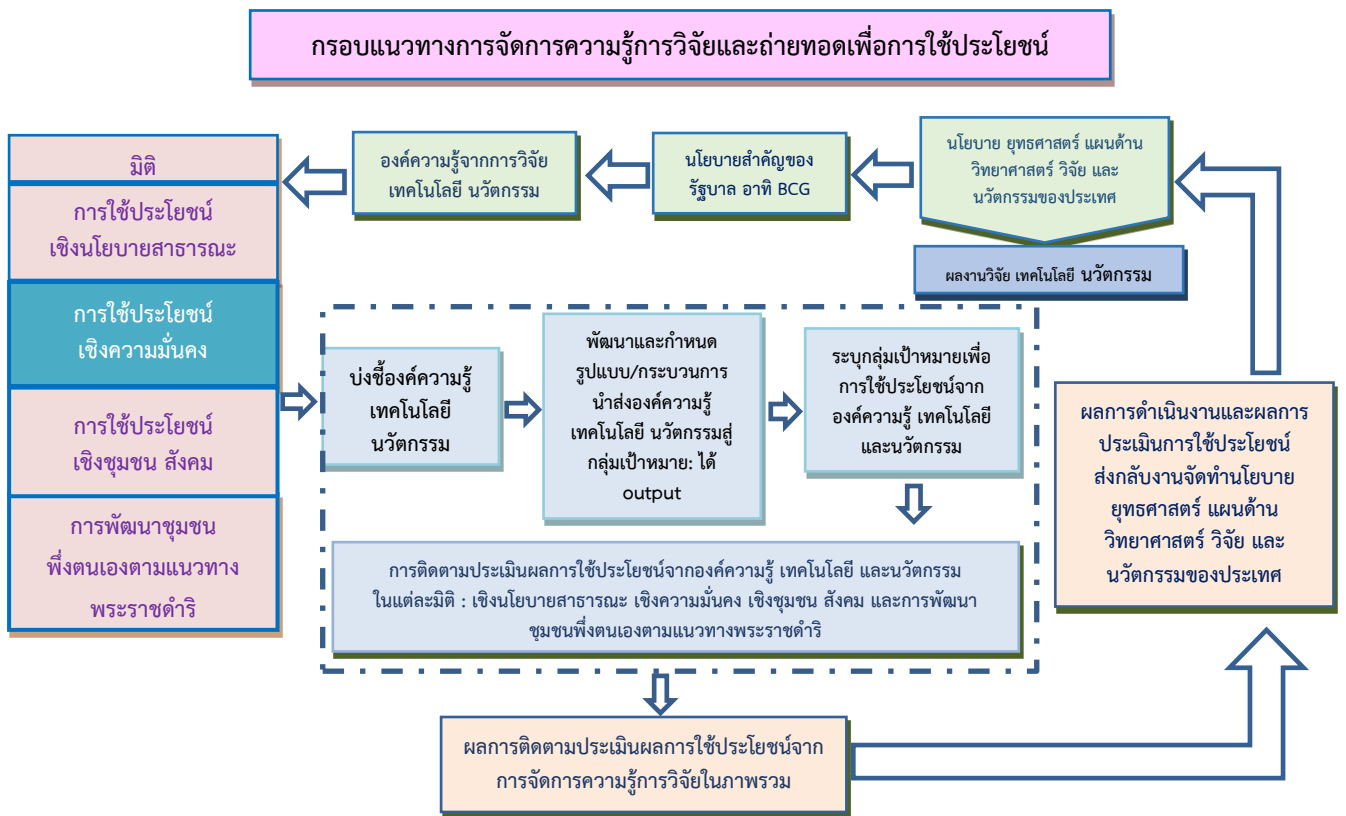 กรอบแนวทางการจัดการความรู้การวิจัยและถ่ายทอดเพื่อการใช้ประโยชน์
มิติ
การใช้ประโยชน์
เชิงนโยบายสาธารณะ
การใช้ประโยชน์
เชิงความมั่นคง
การใช้ประโยชน์
เชิงชุมชน สังคม
การพัฒนาชุมชน
พึ่งตนเองตามแนวทาง
พระราชดำริ
องค์ความรู้จากการวิจัย
เทคโนโลยี นวัตกรรม
นโยบายสำคัญของ
รัฐบาล อาทิ BCG
นโยบาย ยุทธศาสตร์ แผนด้าน
วิทยาศาสตร์ วิจัย และ
นวัตกรรมของประเทศ
ผลงานวิจัย เทคโนโลยี นวัตกรรม
บ่งชี้องค์ความรู้
เทคโนโลยี
นวัตกรรม
พัฒนาและกำหนด
รูปแบบ/กระบวนการ
นำส่งองค์ความรู้
เทคโนโลยี นวัตกรรมสู่
กลุ่มเป้าหมาย: ได้
output
ระบุกลุ่มเป้าหมายเพื่อ
การใช้ประโยชน์จาก
องค์ความรู้ เทคโนโลยี
และนวัตกรรม
การติดตามประเมินผลการใช้ประโยชน์จากองค์ความรู้ เทคโนโลยี และนวัตกรรม
ในแต่ละมิติ : เชิงนโยบายสาธารณะ เชิงความมั่นคง เชิงชุมชน สังคม และการพัฒนา
ชุมชนพึ่งตนเองตามแนวทางพระราชดำริ
ผลการติดตามประเมินผลการใช้ประโยชน์จาก
การจัดการความรู้การวิจัยในภาพรวม
ผลการดำเนินงานและผลการ
ประเมินการใช้ประโยชน์
ส่งกลับงานจัดทำนโยบาย
ยุทธศาสตร์ แผนด้าน
วิทยาศาสตร์ วิจัย และ
นวัตกรรมของประเทศ